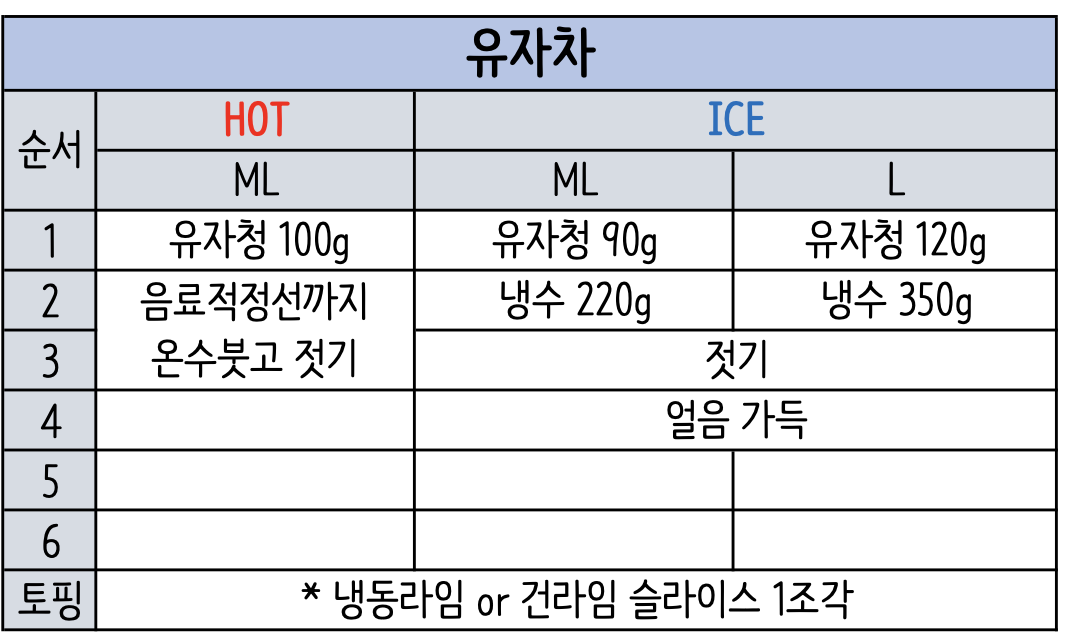 유자차
순서 HOT ICE
ML ML L
1 유자청 100g 유자청 90g 유자청 120g
2 음료적정선까지 냉수 220g 냉수 350g
3 온수붓고 젓기 젓기
4 얼음 가득
5
6
토핑 * 냉동라임 or 건라임 슬라이스 1조각